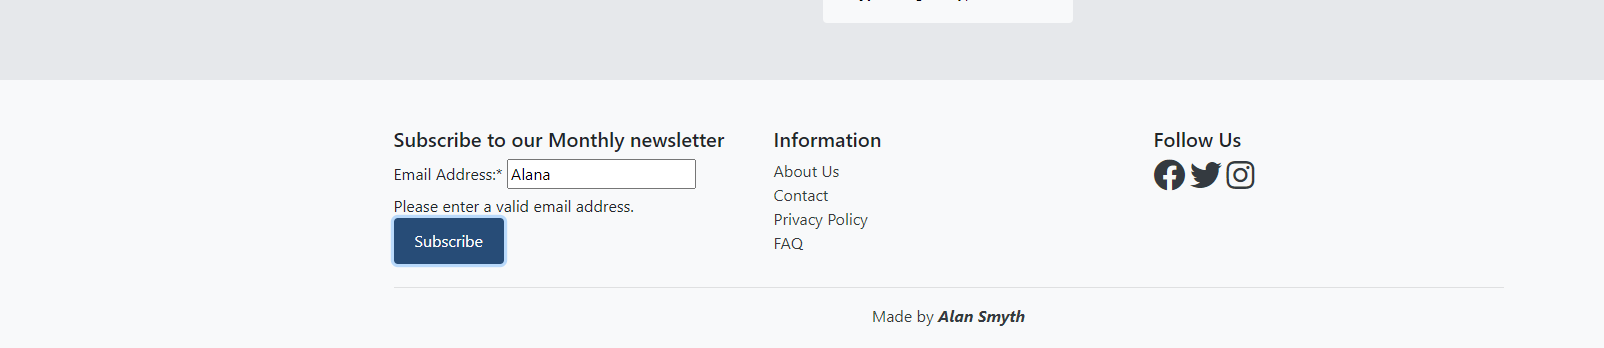 Subscribe to our Monthly newsletter
Email Address:* Alana
Please enter a valid email address.
Subscribe
Information
About Us
Contact
Privacy Policy
FAQ
Follow Us
Made by Alan Smyth